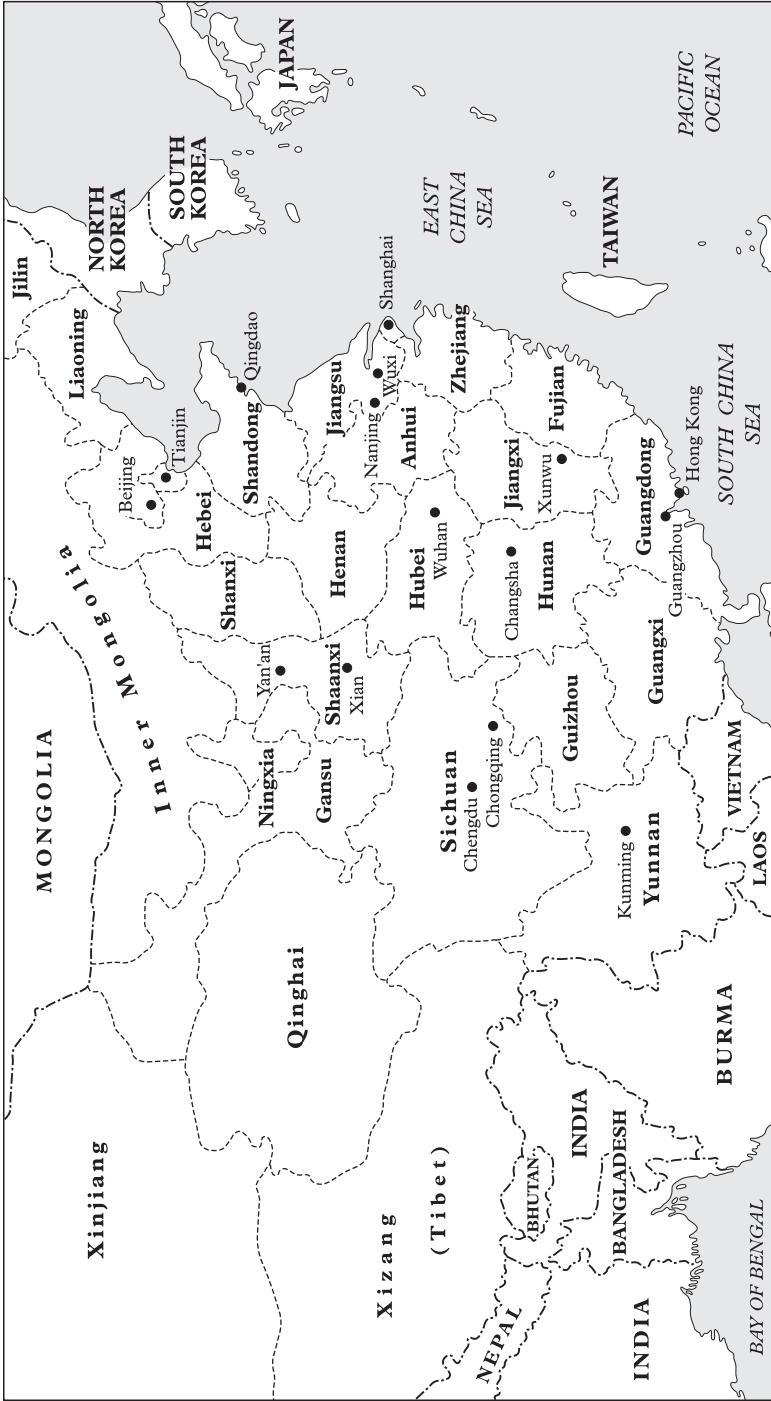 MONGOLIA
Inner Mongolia
Jilin
Liaoning
NORTH
KOREA
SOUTH
KOREA
JAPAN
Xinjiang
Beijing
Tianjin
Hebei
Shanxi
Shandong
Qingdao
Qinghai
Ningxia
Gansu
Yan'an
Shaanxi
Xian
Henan
Jiangsu
Nanjing
Wuxi
Shanghai
Anhui
EAST
CHINA
SEA
Xizang
(Tibet)
Sichuan
Chengdu
Chongqing
Hubei
Wuhan
Zhejiang
Changsha
Hunan
Jiangxi
Xunwu
Fujian
TAIWAN
NEPAL
BHUTAN
INDIA
BANGLADESH
INDIA
BURMA
Kunming
Yunnan
Guizhou
Guangxi
Guangdong
Guangzhou
Hong Kong
VIETNAM
LAOS
SOUTH CHINA
SEA
PACIFIC
OCEAN
BAY OF BENGAL